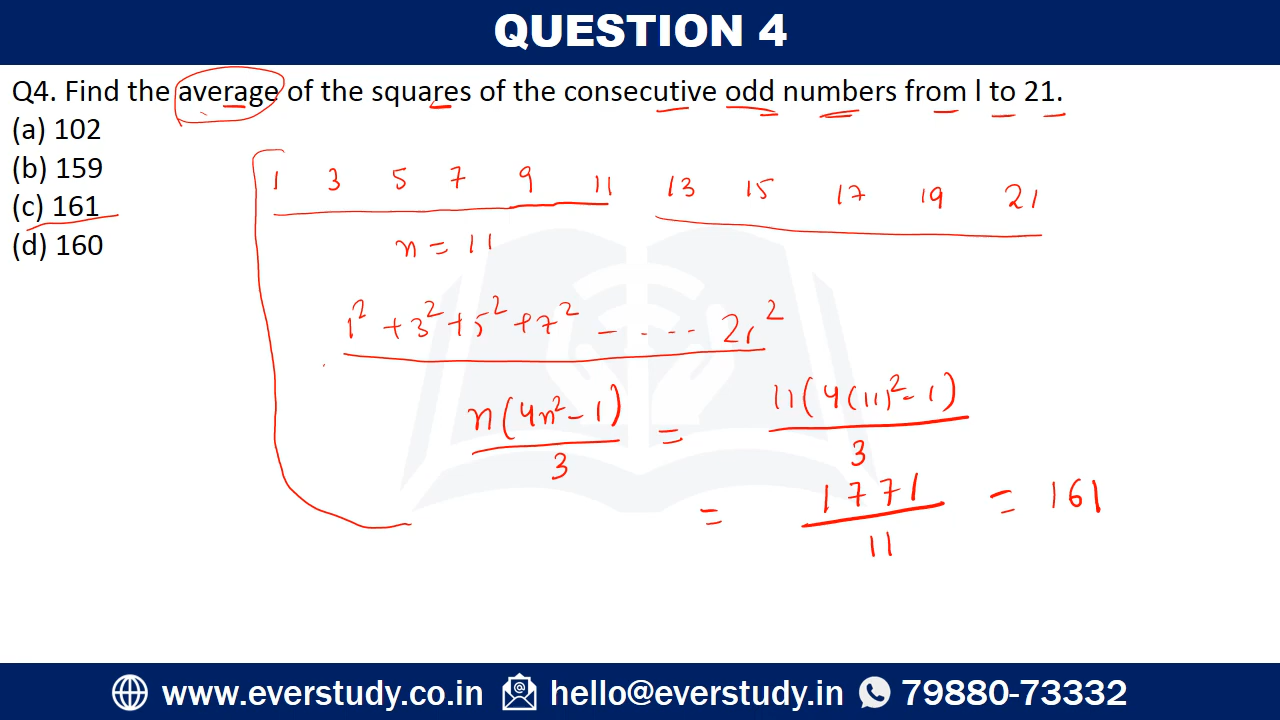 QUESTION 4
Q4. Find the average of the squares of the consecutive odd numbers from l to 21.
(a) 102
(b) 159
(c) 161
(d) 160
1 3 5 7 9 11 13 15 17 19 21
n = 11
1² + 3² + 5² + 7² - - - - - 21²
n(4n² - 1) / 3 = 11(4(11)² - 1) / 3
= 1771 / 11 = 161
www.everstudy.co.in hello@everstudy.in 79880-73332